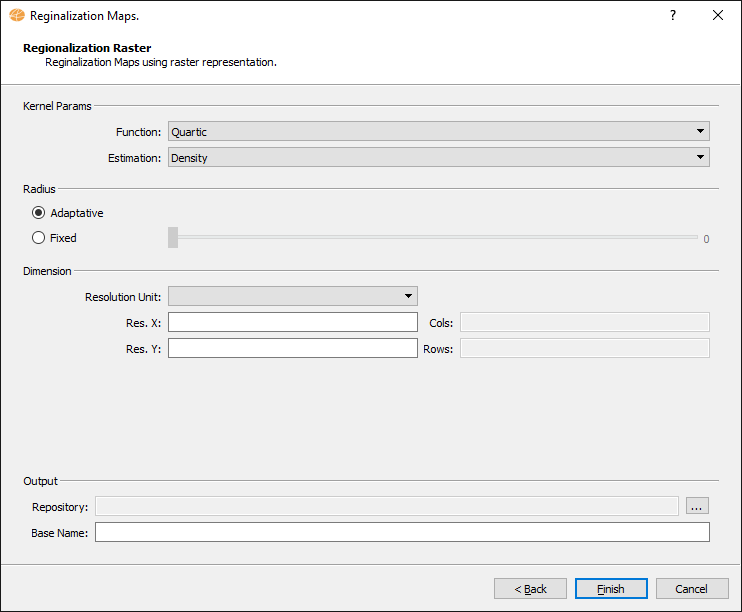 Reginalization Maps.
?
Regionalization Raster
Reginalization Maps using raster representation.
Kernel Params
Function: Quartic
Estimation: Density
Radius
Adaptative
Fixed 0
Dimension
Resolution Unit:
Res. X: Cols:
Res. Y: Rows:
Output
Repository: ...
Base Name:
< Back Finish Cancel